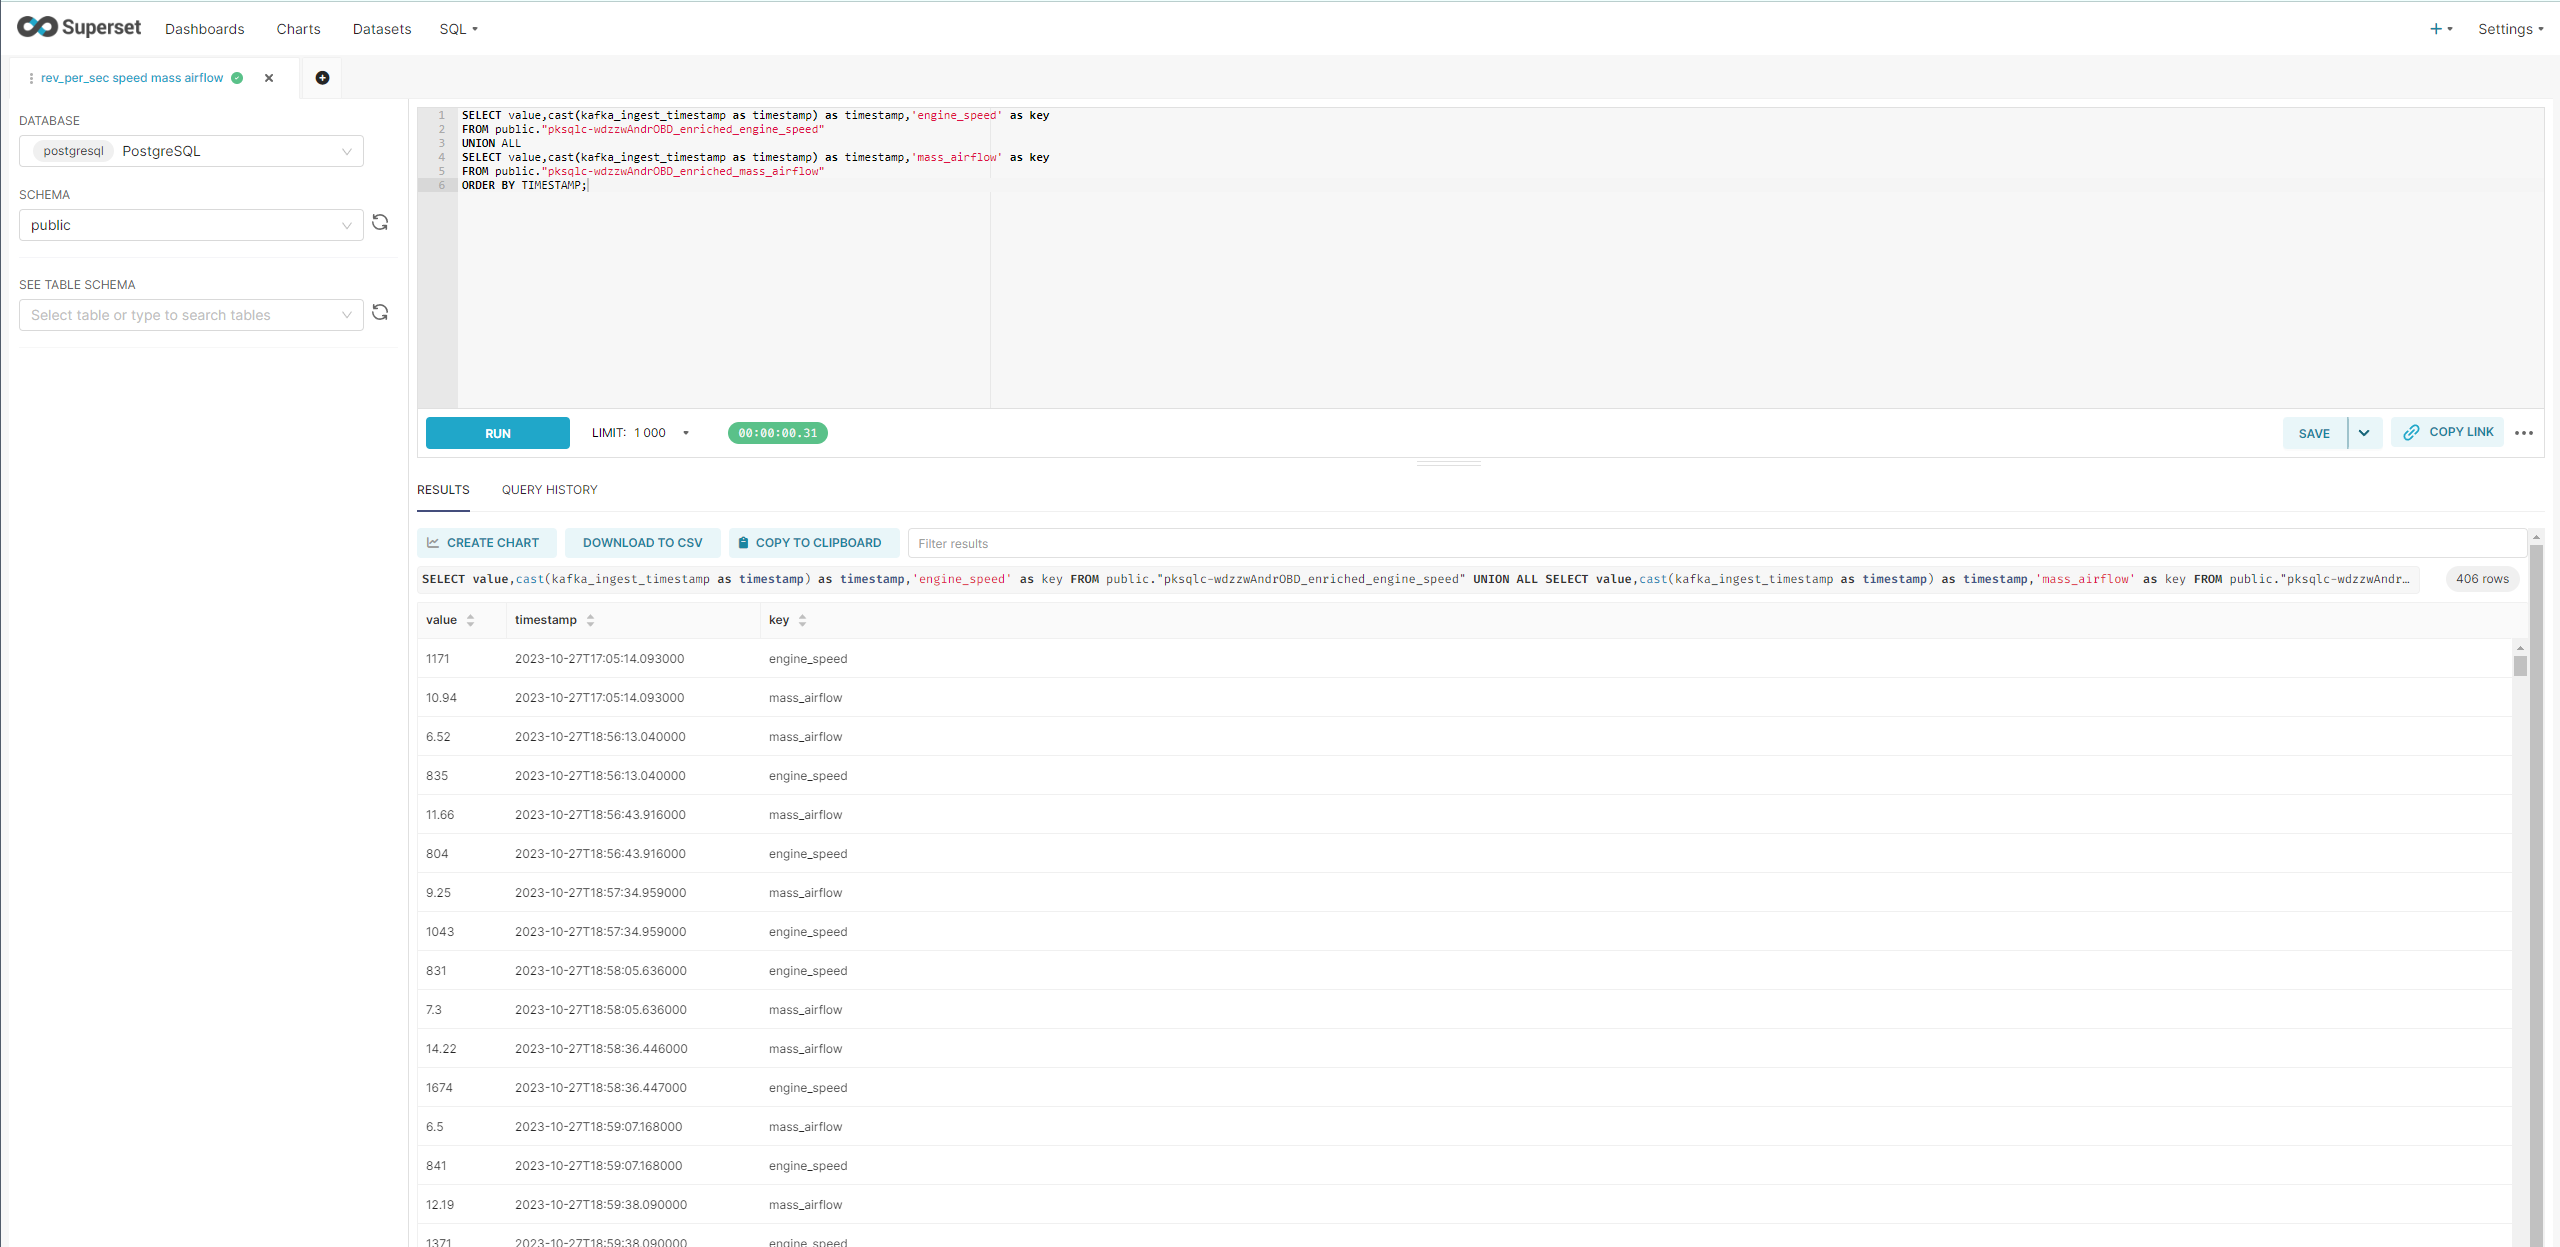 Superset Dashboards Charts Datasets SQL + Settings
rev_per_sec speed mass airflow
DATABASE
postgresql PostgreSQL
SCHEMA
public
SEE TABLE SCHEMA
Select table or type to search tables
1 SELECT value,cast(kafka_ingest_timestamp as timestamp) as timestamp,'engine_speed' as key
2 FROM public."pksqlc-wdzzwAndrOBD_enriched_engine_speed"
3 UNION ALL
4 SELECT value,cast(kafka_ingest_timestamp as timestamp) as timestamp,'mass_airflow' as key
5 FROM public."pksqlc-wdzzwAndrOBD_enriched_mass_airflow"
6 ORDER BY TIMESTAMP;
RUN LIMIT: 1 000 00:00:00.31 SAVE COPY LINK
RESULTS QUERY HISTORY
CREATE CHART DOWNLOAD TO CSV COPY TO CLIPBOARD Filter results
SELECT value,cast(kafka_ingest_timestamp as timestamp) as timestamp,'engine_speed' as key FROM public."pksqlc-wdzzwAndrOBD_enriched_engine_speed" UNION ALL SELECT value,cast(kafka_ingest_timestamp as timestamp) as timestamp,'mass_airflow' as key FROM public."pksqlc-wdzzwAndr… 406 rows
value timestamp key
1171 2023-10-27T17:05:14.093000 engine_speed
10.94 2023-10-27T17:05:14.093000 mass_airflow
6.52 2023-10-27T18:56:13.040000 mass_airflow
835 2023-10-27T18:56:13.040000 engine_speed
11.66 2023-10-27T18:56:43.916000 mass_airflow
804 2023-10-27T18:56:43.916000 engine_speed
9.25 2023-10-27T18:57:34.959000 mass_airflow
1043 2023-10-27T18:57:34.959000 engine_speed
831 2023-10-27T18:58:05.636000 engine_speed
7.3 2023-10-27T18:58:05.636000 mass_airflow
14.22 2023-10-27T18:58:36.446000 mass_airflow
1674 2023-10-27T18:58:36.447000 engine_speed
6.5 2023-10-27T18:59:07.168000 mass_airflow
841 2023-10-27T18:59:07.168000 engine_speed
12.19 2023-10-27T18:59:38.090000 mass_airflow
1371 2023-10-27T18:59:38.090000 engine_speed